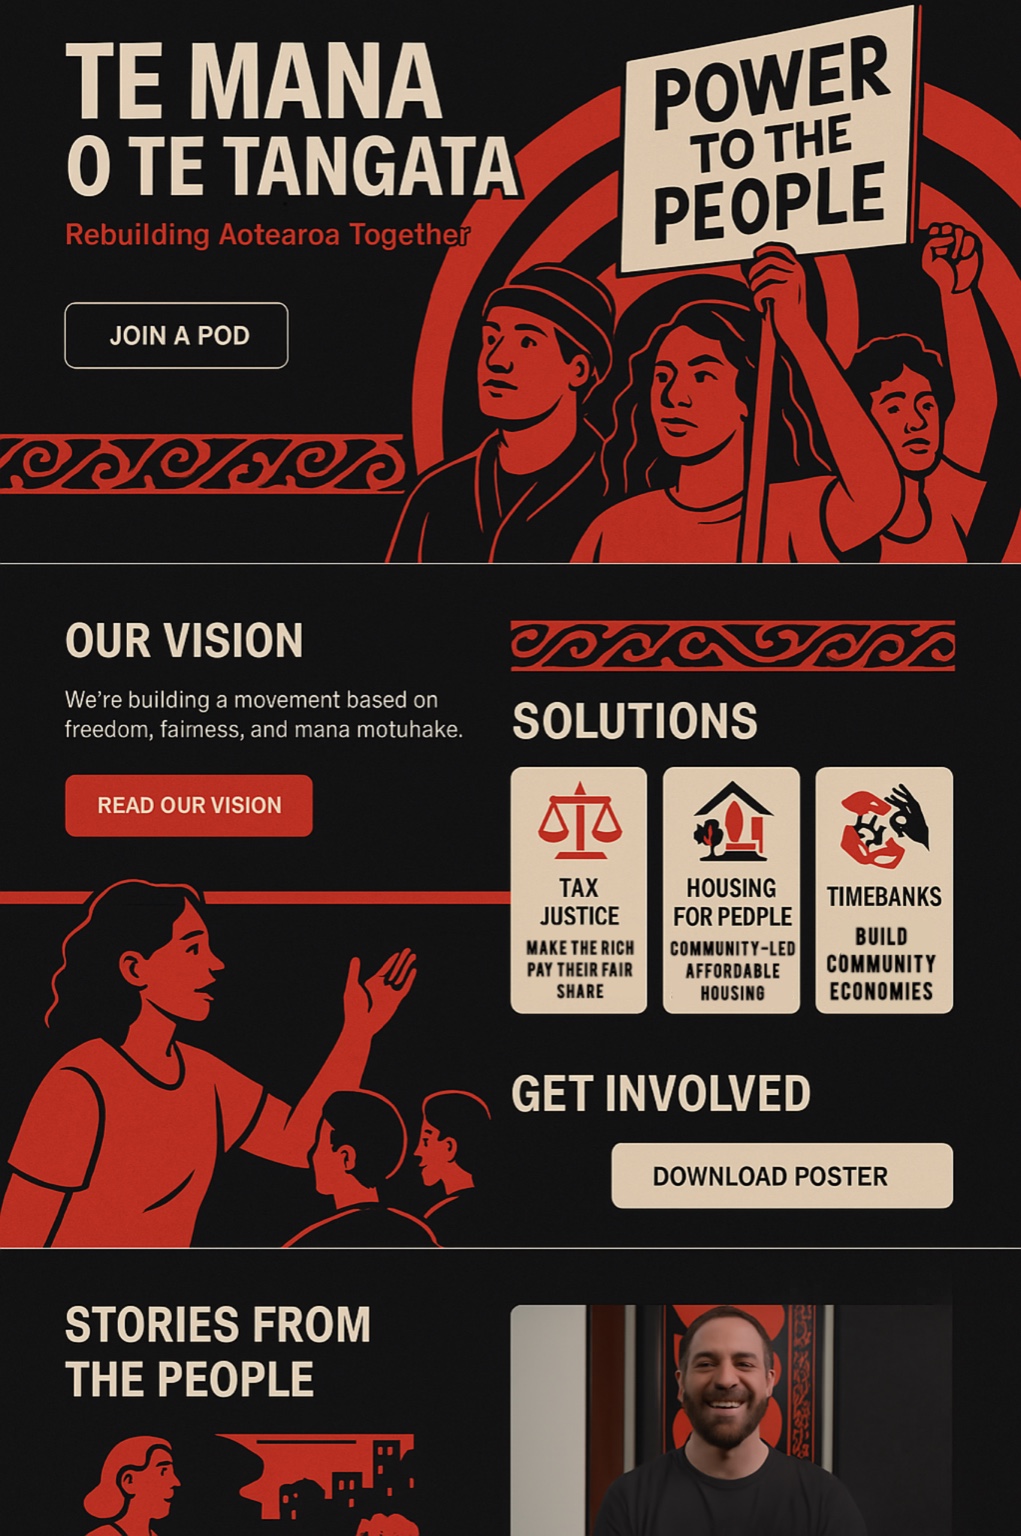 TE MANA
O TE TANGATA
Rebuilding Aotearoa Together
JOIN A POD
POWER
TO THE
PEOPLE
OUR VISION
We're building a movement based on
freedom, fairness, and mana motuhake.
READ OUR VISION
SOLUTIONS
TAX
JUSTICE
MAKE THE RICH
PAY THEIR FAIR
SHARE
HOUSING
FOR PEDPLE
COMMUNITY-LED
AFFORDABLE
HOUSING
TIMEBANKS
BUILD
COMMUNITY
ECONOMIES
GET INVOLVED
DOWNLOAD POSTER
STORIES FROM
THE PEOPLE